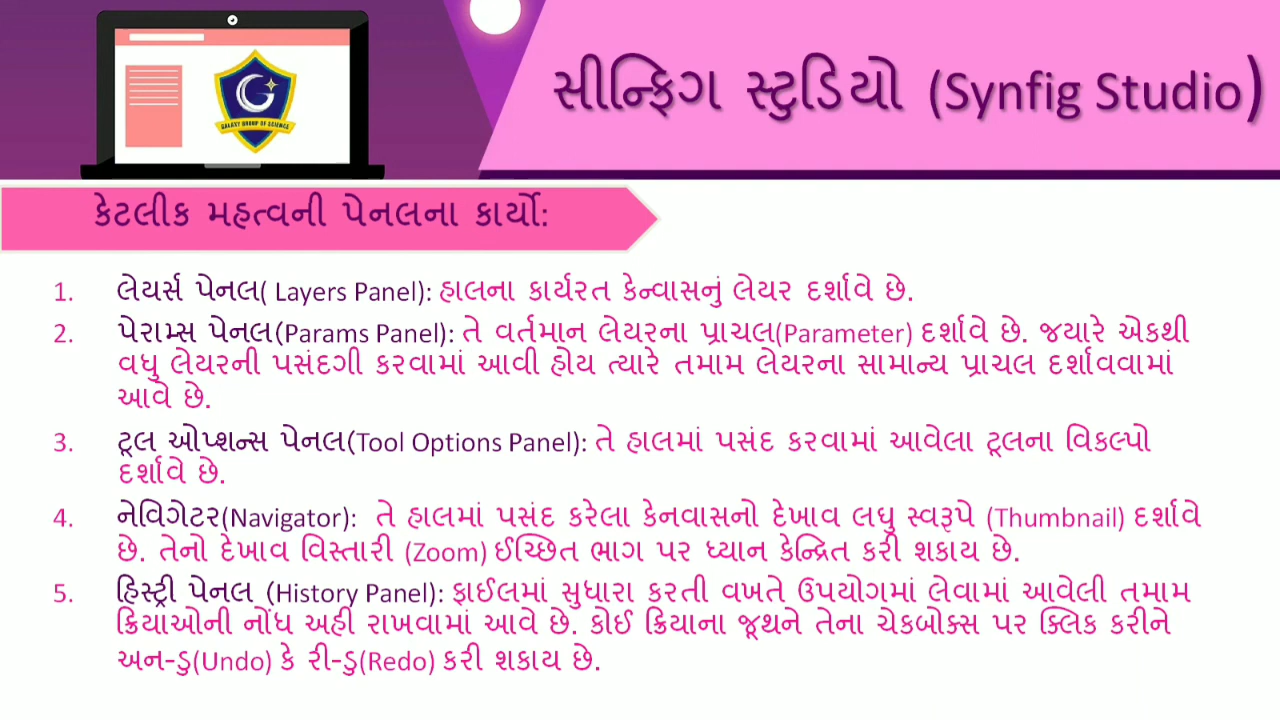 GALAXY GROUP OF SCIENCE
સીન્ફિગ સ્ટુડિયો (Synfig Studio)
કેટલીક મહત્વની પેનલના કાર્યો:
1. લેયર્સ પેનલ( Layers Panel): હાલના કાર્યરત કેન્વાસનું લેયર દર્શાવે છે.
2. પેરામ્સ પેનલ(Params Panel): તે વર્તમાન લેયરના પ્રાચલ(Parameter) દર્શાવે છે. જયારે એકથી
વધુ લેયરની પસંદગી કરવામાં આવી હોય ત્યારે તમામ લેયરના સામાન્ય પ્રાચલ દર્શાવવામાં
આવે છે.
3. ટૂલ ઓપ્શન્સ પેનલ(Tool Options Panel): તે હાલમાં પસંદ કરવામાં આવેલા ટૂલના વિકલ્પો
દર્શાવે છે.
4. નેવિગેટર(Navigator): તે હાલમાં પસંદ કરેલા કેનવાસનો દેખાવ લઘુ સ્વરૂપે (Thumbnail) દર્શાવે
છે. તેનો દેખાવ વિસ્તારી (Zoom) ઈચ્છિત ભાગ પર ધ્યાન કેન્દ્રિત કરી શકાય છે.
5. હિસ્ટ્રી પેનલ (History Panel): ફાઈલમાં સુધારા કરતી વખતે ઉપયોગમાં લેવામાં આવેલી તમામ
ક્રિયાઓની નોંધ અહી રાખવામાં આવે છે. કોઈ ક્રિયાના જૂથને તેના ચેકબોક્સ પર ક્લિક કરીને
અન-ડુ(Undo) કે રી-ડુ(Redo) કરી શકાય છે.